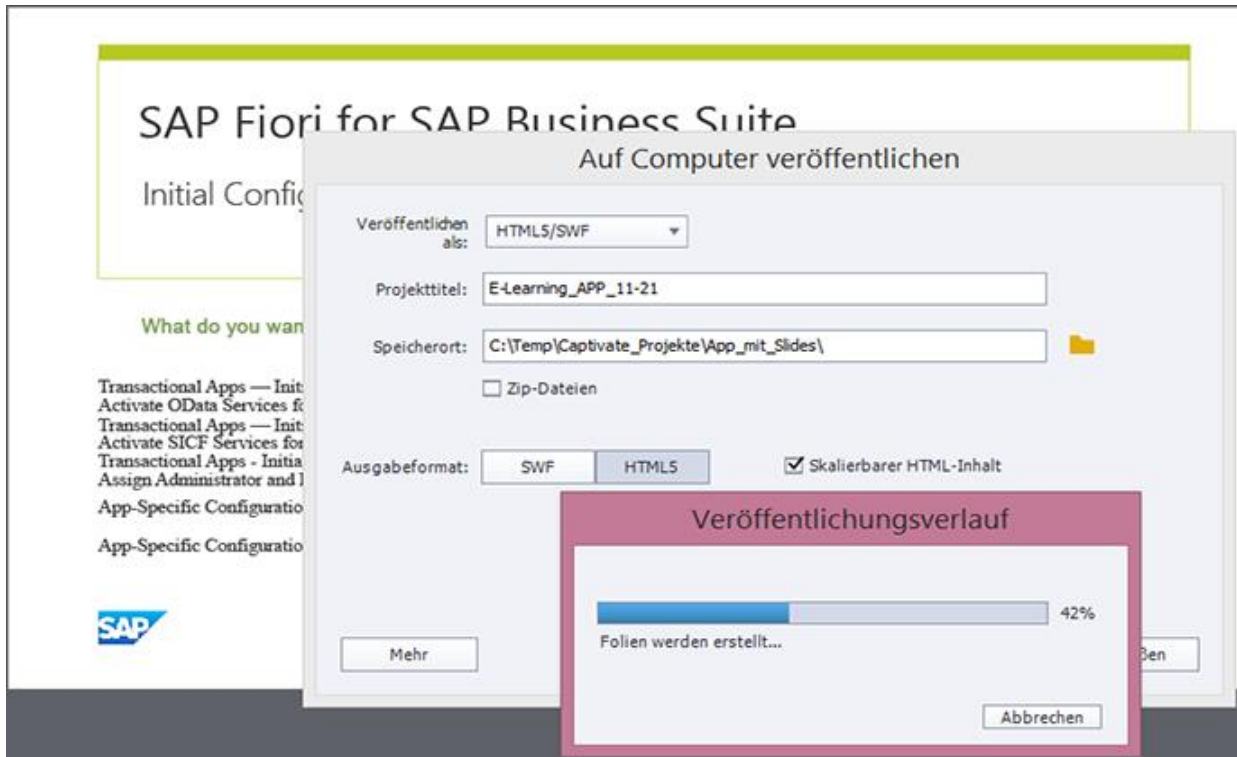 SAP Fiori for SAP Business Suite
Initial Config
What do you wan
Transactional Apps — Init
Activate OData Services fo
Transactional Apps — Init
Activate SICF Services for
Transactional Apps - Initia
Assign Administrator and
App-Specific Configuratio
App-Specific Configuratio
SAP
Auf Computer veröffentlichen
Veröffentlichen als: HTML5/SWF
Projekttitel: E-Learning_APP_11-21
Speicherort: C:\Temp\Captivate_Projekte\App_mit_Slides\
Zip-Dateien
Ausgabeformat: SWF HTML5 Skalierbarer HTML-Inhalt
Mehr
ßen
Veröffentlichungsverlauf
42%
Folien werden erstellt...
Abbrechen